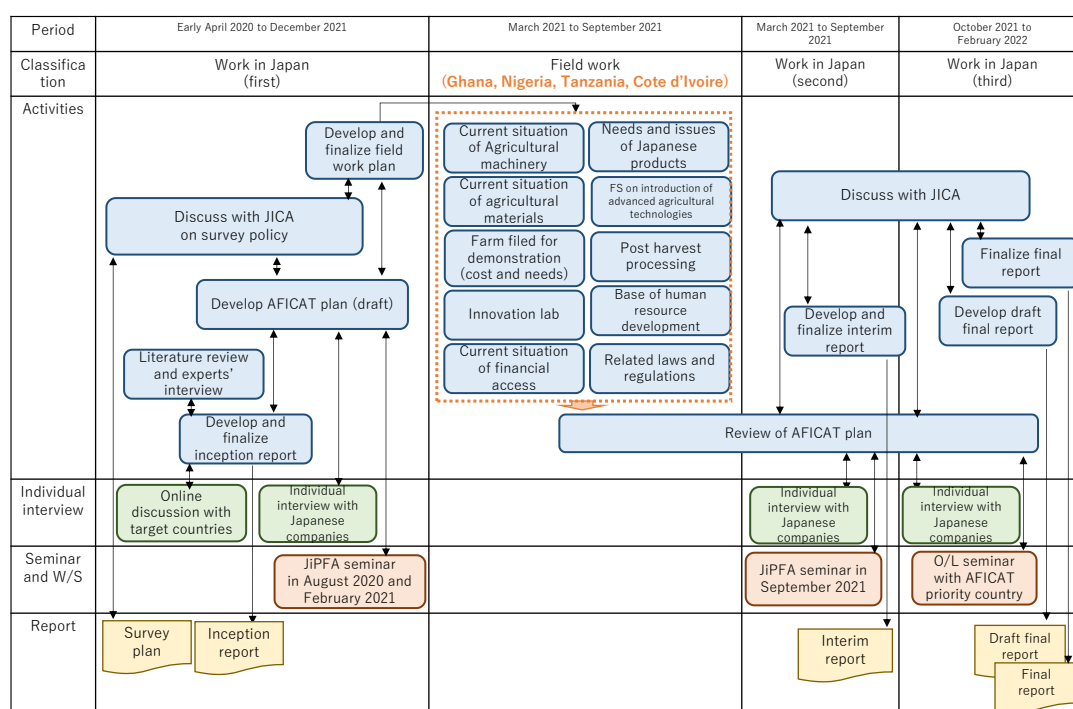 Period
Early April 2020 to December 2021
March 2021 to September 2021
March 2021 to September
2021
October 2021 to
February 2022
Classifica
tion
Work in Japan
(first)
Field work
(Ghana, Nigeria, Tanzania, Cote d'Ivoire)
Work in Japan
(second)
Work in Japan
(third)
Activities
Develop and
finalize field
work plan
Discuss with JICA
on survey policy
Develop AFICAT plan (draft)
Literature review
and experts'
interview
Develop and
finalize
inception report
Current situation
of Agricultural
machinery
Needs and issues
of Japanese
products
Current situation
of agricultural
materials
FS on introduction of
advanced agricultural
technologies
Farm filed for
demonstration
(cost and needs)
Post harvest
processing
Innovation lab
Base of human
resource
development
Current situation
of financial
access
Related laws and
regulations
Discuss with JICA
Finalize final
report
Develop and
finalize interim
report
Develop draft
final report
Review of AFICAT plan
Individual
interview
Online
discussion with
target countries
Individual
interview with
Japanese
companies
Individual
interview with
Japanese
companies
Individual
interview with
Japanese
companies
Seminar
and W/S
JiPFA seminar
in August 2020 and
February 2021
JiPFA seminar in
September 2021
O/L seminar
with AFICAT
priority country
Report
Survey
plan
Inception
report
Interim
report
Draft final
report
Final
report